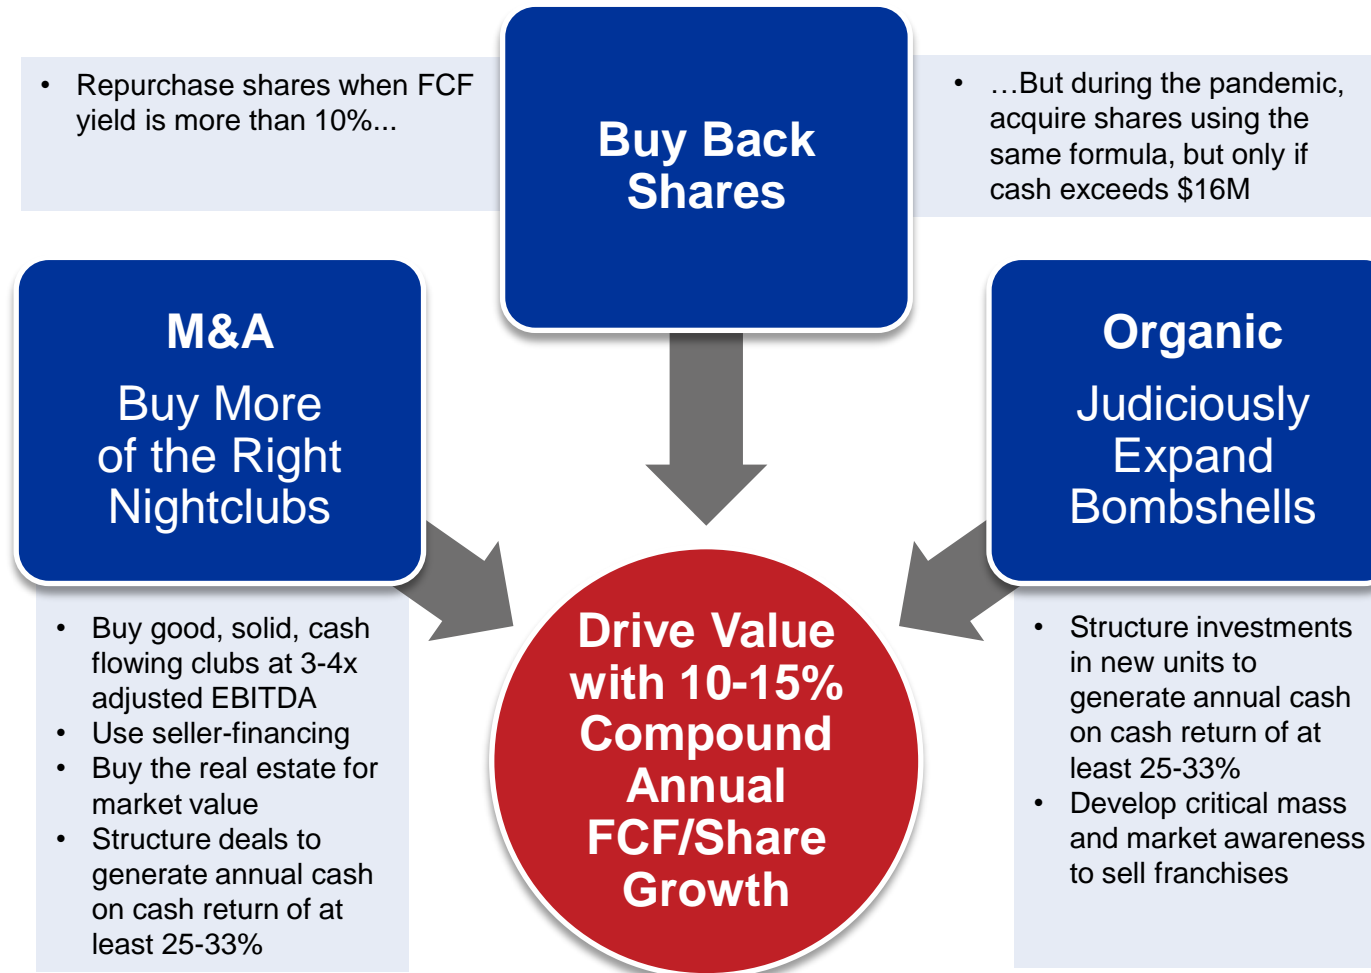 • Repurchase shares when FCF
yield is more than 10%...
Buy Back
Shares
• …But during the pandemic,
acquire shares using the
same formula, but only if
cash exceeds $16M
M&A
Buy More
of the Right
Nightclubs
Organic
Judiciously
Expand
Bombshells
• Buy good, solid, cash
flowing clubs at 3-4x
adjusted EBITDA
• Use seller-financing
• Buy the real estate for
market value
• Structure deals to
generate annual cash
on cash return of at
least 25-33%
Drive Value
with 10-15%
Compound
Annual
FCF/Share
Growth
• Structure investments
in new units to
generate annual cash
on cash return of at
least 25-33%
• Develop critical mass
and market awareness
to sell franchises